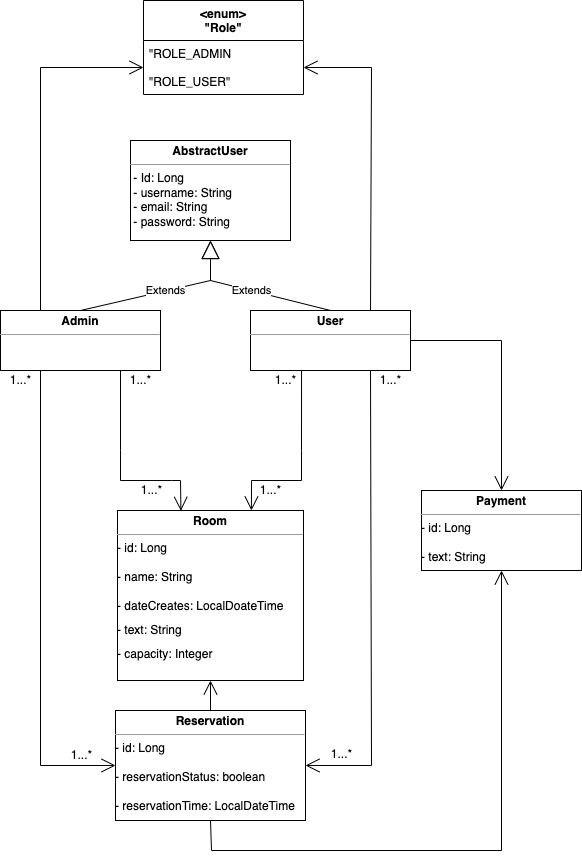 <enum>
"Role"
"ROLE_ADMIN
"ROLE_USER"
AbstractUser
- Id: Long
- username: String
- email: String
- password: String
Extends
Extends
Admin
User
1...*
1...*
1...*
1...*
1...*
1...*
Room
- id: Long
- name: String
- dateCreates: LocalDoateTime
- text: String
- capacity: Integer
Payment
- id: Long
- text: String
Reservation
1...*
1...*
- id: Long
- reservationStatus: boolean
- reservationTime: LocalDateTime